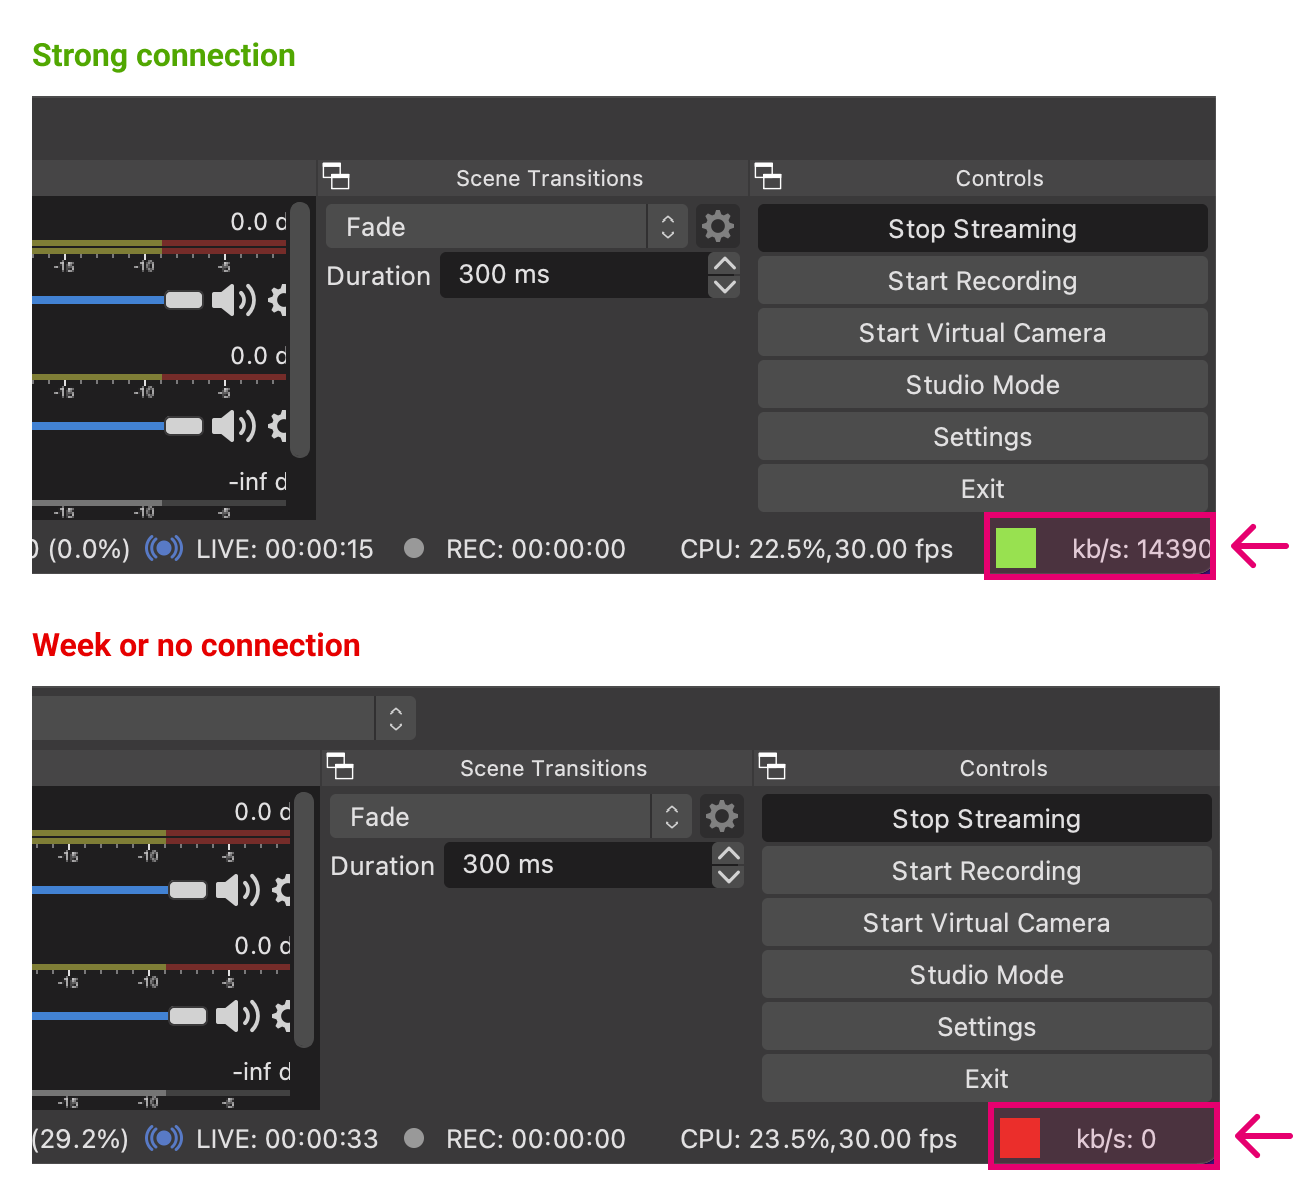 Strong connection
Scene Transitions
Controls
0.0 d
Fade
Stop Streaming
-15 -10 -5
Duration 300 ms
Start Recording
Start Virtual Camera
0.0 d
-15 -10 -5
Studio Mode
Settings
-inf d
Exit
-15 -10 -5
0 (0.0%) LIVE: 00:00:15 REC: 00:00:00 CPU: 22.5%,30.00 fps kb/s: 14390
Week or no connection
Scene Transitions
Controls
0.0 d
Fade
Stop Streaming
-15 -10 -5
Duration 300 ms
Start Recording
Start Virtual Camera
0.0 d
-15 -10 -5
Studio Mode
Settings
-inf d
Exit
-15 -10 -5
(29.2%) LIVE: 00:00:33 REC: 00:00:00 CPU: 23.5%,30.00 fps kb/s: 0